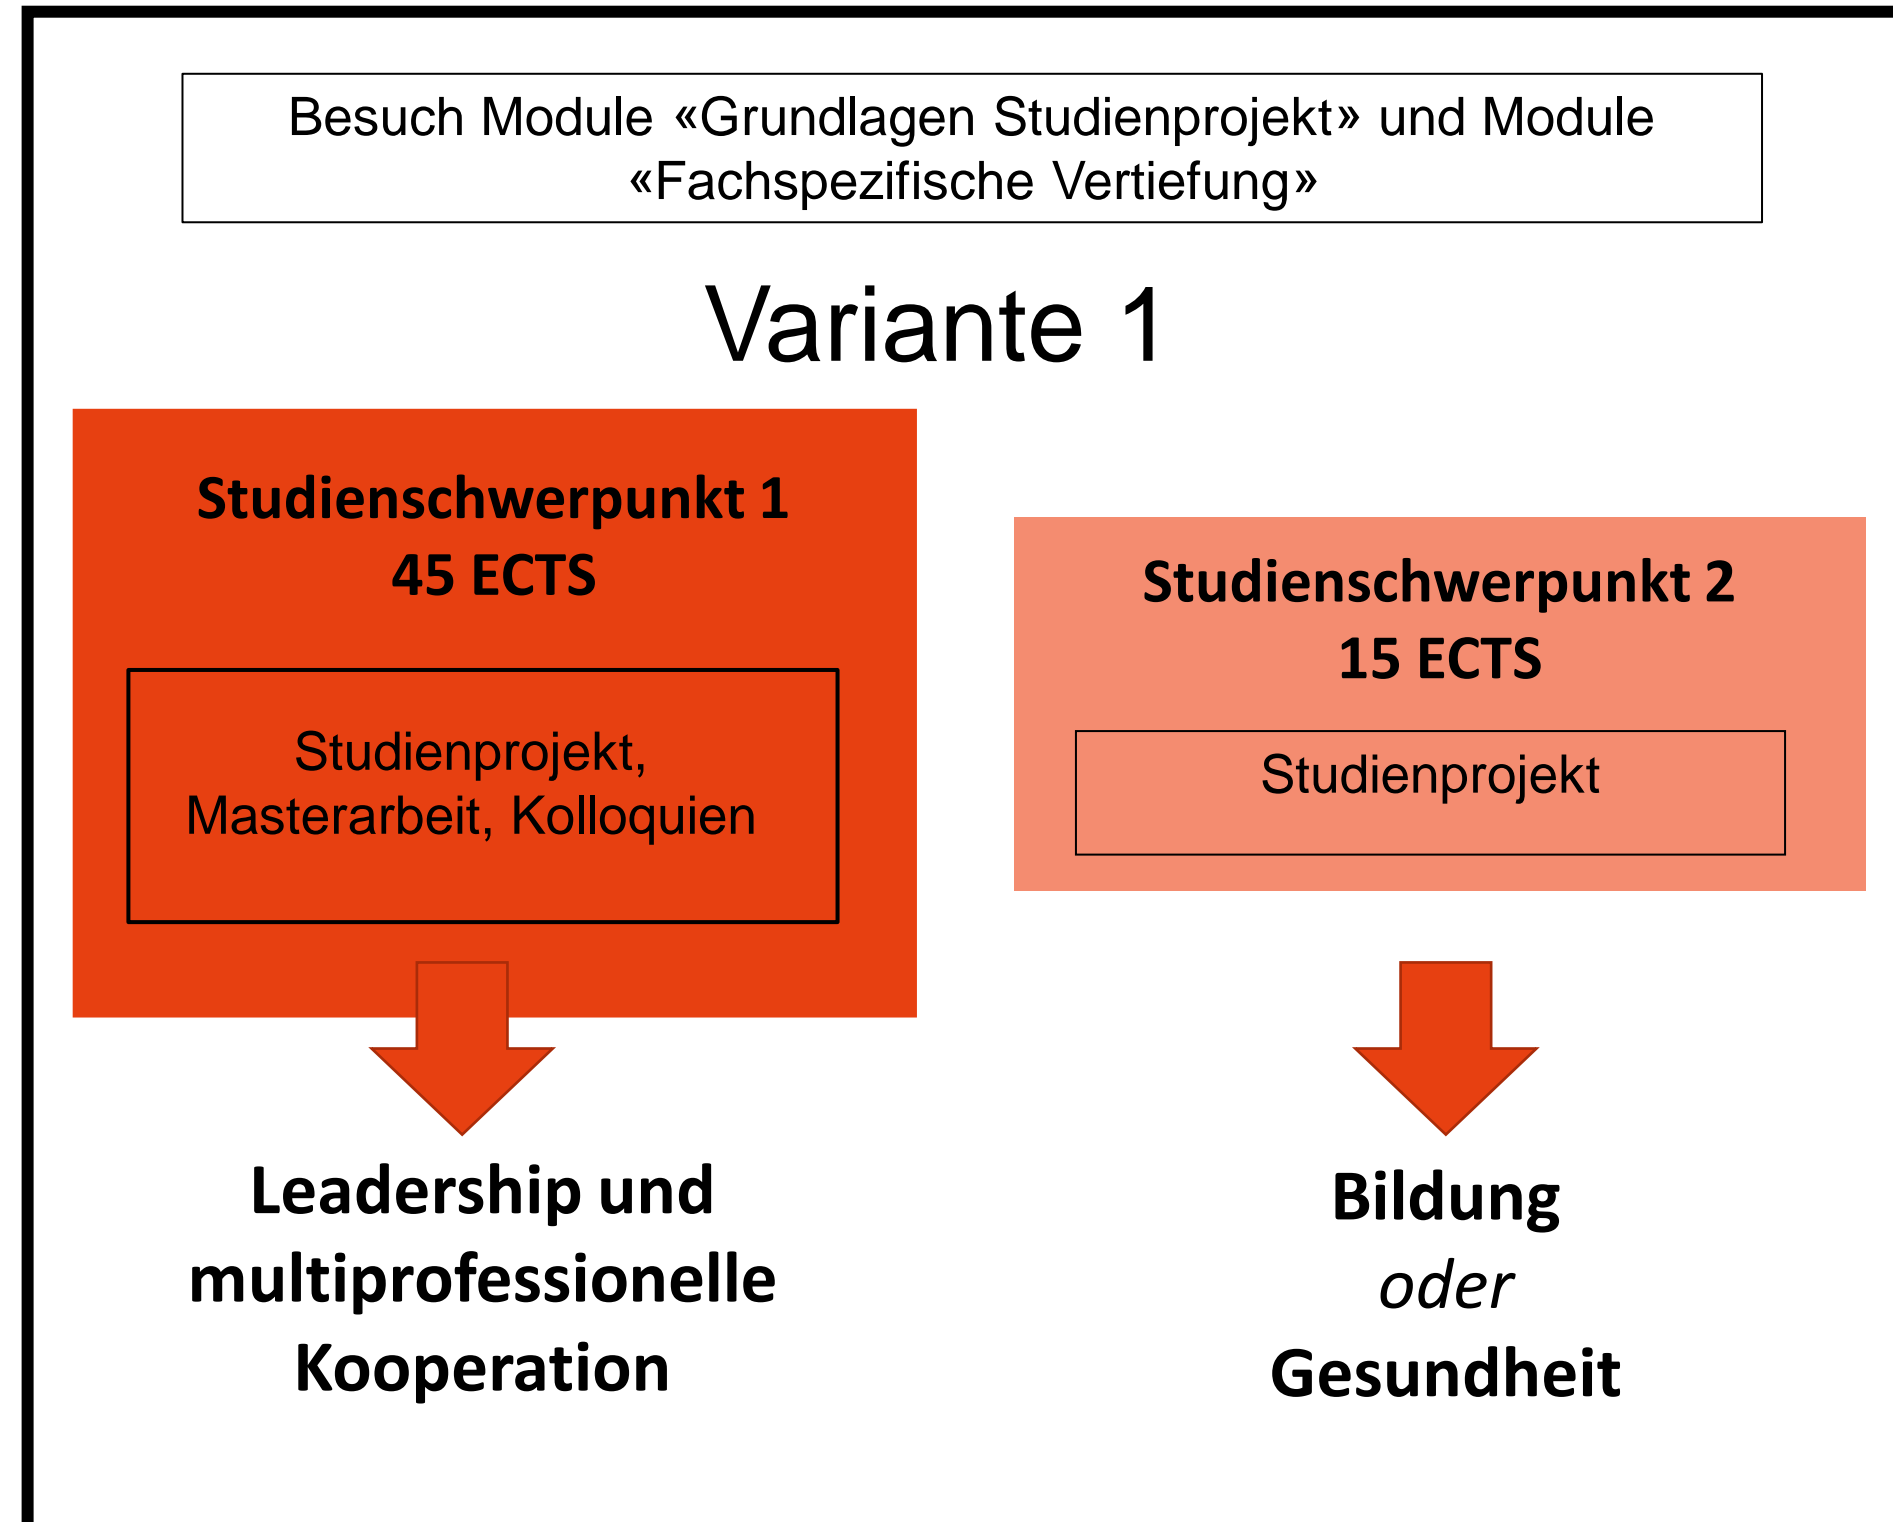 Besuch Module «Grundlagen Studienprojekt» und Module
«Fachspezifische Vertiefung»
Variante 1
Studienschwerpunkt 1
45 ECTS
Studienprojekt,
Masterarbeit, Kolloquien
Leadership und
multiprofessionelle
Kooperation
Studienschwerpunkt 2
15 ECTS
Studienprojekt
Bildung
oder
Gesundheit